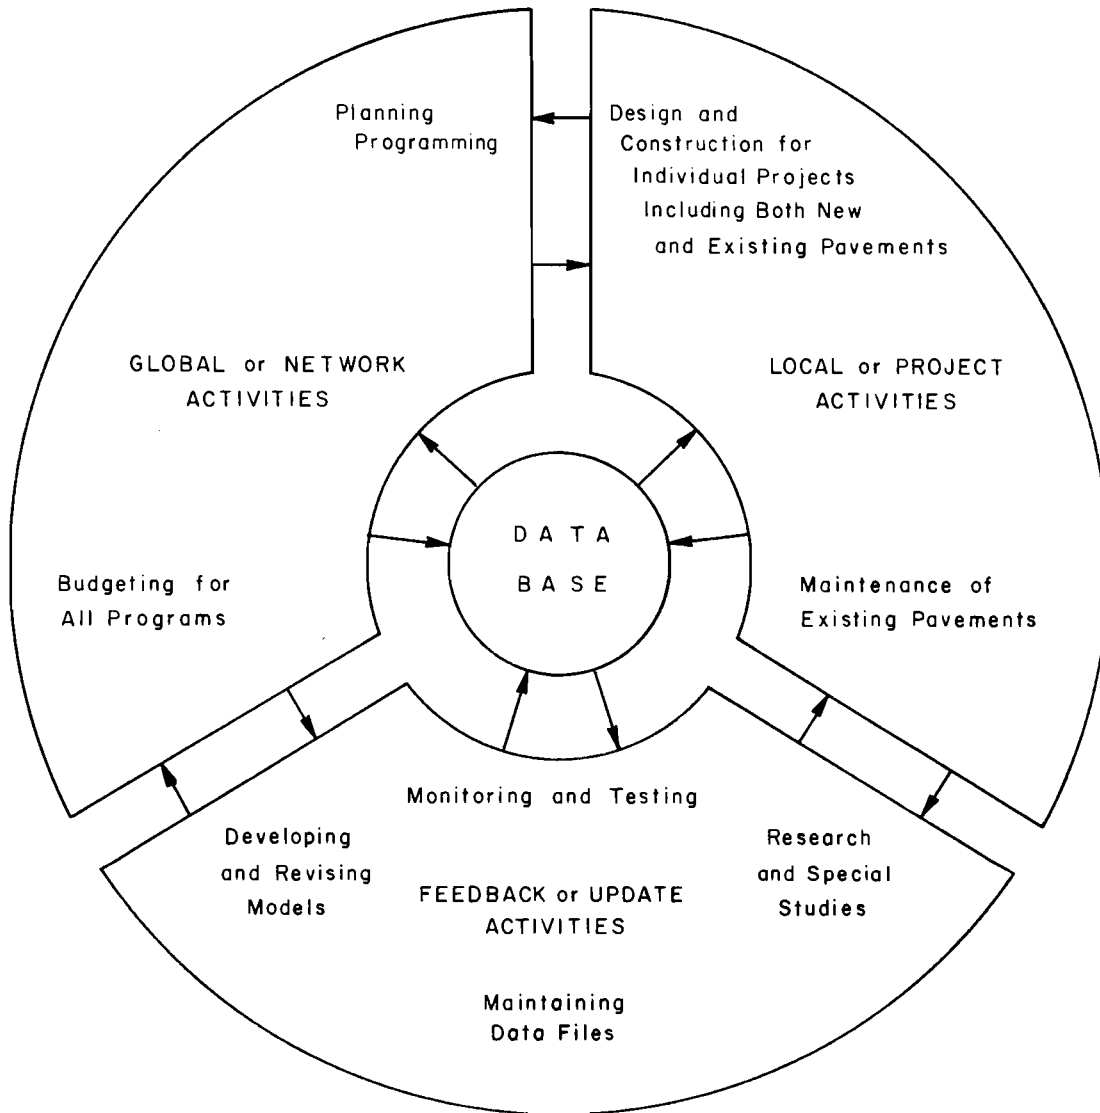 Planning
Programming
Design and
Construction for
Individual Projects
Including Both New
and Existing Pavements
GLOBAL or NETWORK
ACTIVITIES
LOCAL or PROJECT
ACTIVITIES
DATA
BASE
Budgeting for
All Programs
Maintenance of
Existing Pavements
Monitoring and Testing
Developing
and Revising
Models
FEEDBACK or UPDATE
ACTIVITIES
Research
and Special
Studies
Maintaining
Data Files